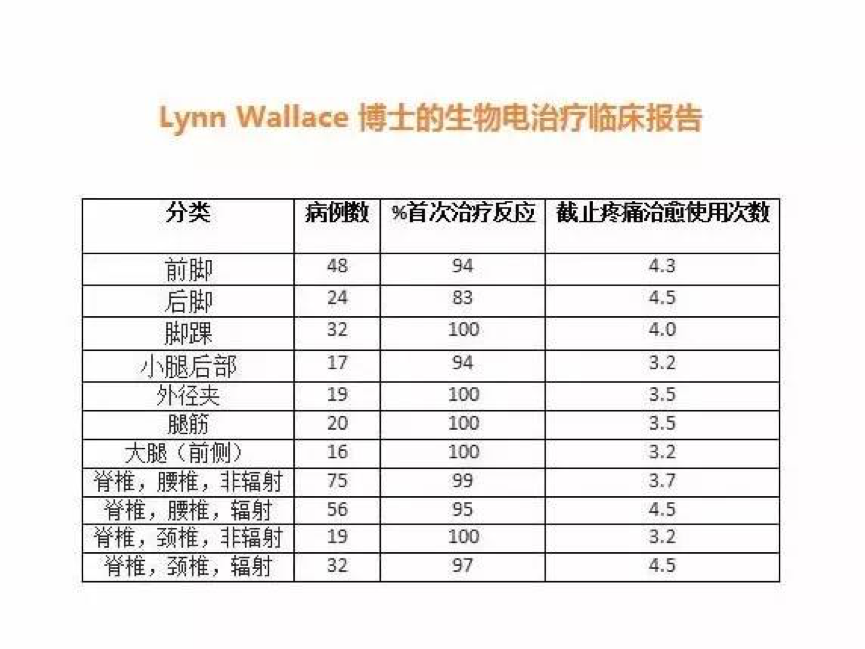 Lynn Wallace 博士的生物电治疗临床报告
分类 病例数 %首次治疗反应 截止疼痛治愈使用次数
前脚 48 94 4.3
后脚 24 83 4.5
脚踝 32 100 4.0
小腿后部 17 94 3.2
外径夹 19 100 3.5
腿筋 20 100 3.5
大腿（前侧） 16 100 3.2
脊椎，腰椎，非辐射 75 99 3.7
脊椎，腰椎，辐射 56 95 4.5
脊椎，颈椎，非辐射 19 100 3.2
脊椎，颈椎，辐射 32 97 4.5